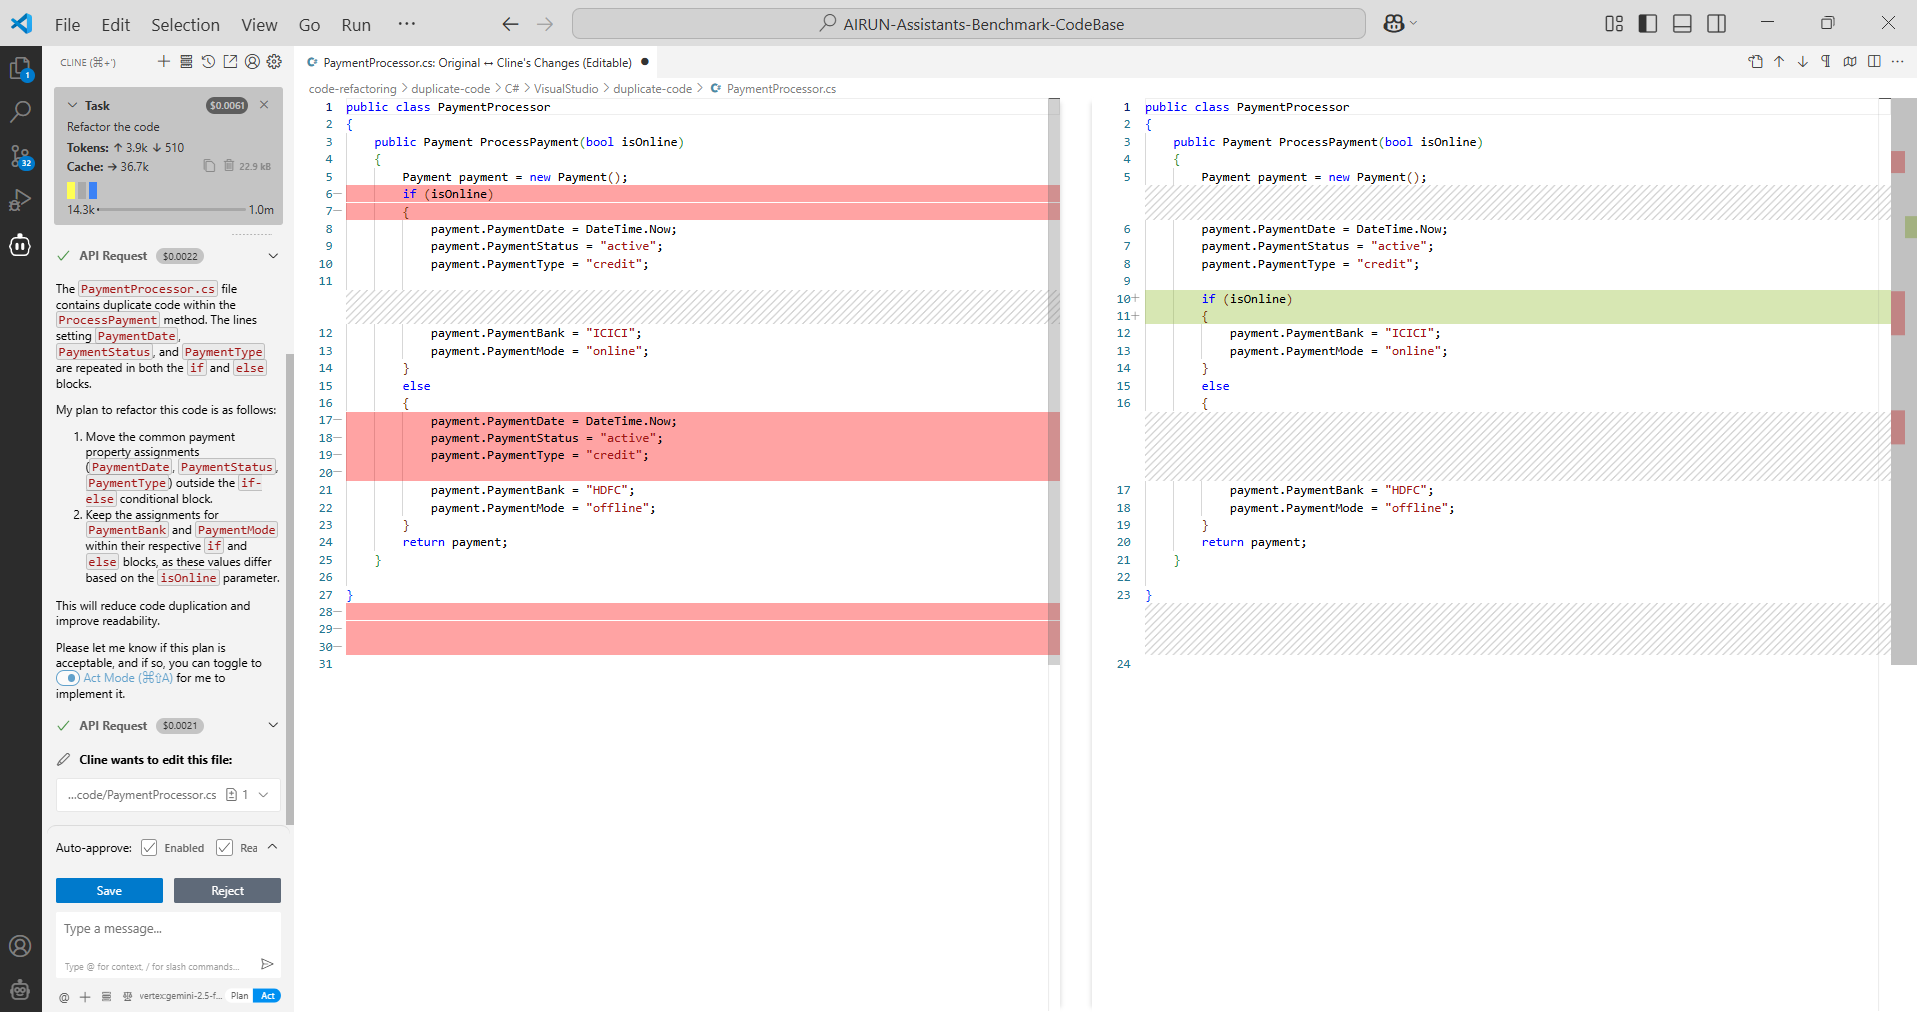 File Edit Selection View Go Run ···
AIRUN-Assistants-Benchmark-CodeBase
1
32
CLINE (⌘+')
Task
$0.0061
Refactor the code
Tokens: ↑ 3.9k ↓ 510
Cache: → 36.7k
22.9 kB
14.3k
1.0m
API Request $0.0022
The PaymentProcessor.cs file
contains duplicate code within the
ProcessPayment method. The lines
setting PaymentDate,
PaymentStatus, and PaymentType
are repeated in both the if and else
blocks.
My plan to refactor this code is as follows:
1. Move the common payment
property assignments
(PaymentDate, PaymentStatus,
PaymentType) outside the if-
else conditional block.
2. Keep the assignments for
PaymentBank and PaymentMode
within their respective if and
else blocks, as these values differ
based on the isOnline parameter.
This will reduce code duplication and
improve readability.
Please let me know if this plan is
acceptable, and if so, you can toggle to
Act Mode (⌘⇧A) for me to
implement it.
API Request $0.0021
Cline wants to edit this file:
...code/PaymentProcessor.cs 1
Auto-approve: Enabled Rea
Save Reject
Type a message...
Type @ for context, / for slash commands...
@ vertex:gemini-2.5-f... Plan Act
PaymentProcessor.cs: Original ↔ Cline's Changes (Editable) ●
code-refactoring > duplicate-code > C# > VisualStudio > duplicate-code > PaymentProcessor.cs
1 public class PaymentProcessor
2 {
3 public Payment ProcessPayment(bool isOnline)
4 {
5 Payment payment = new Payment();
6− if (isOnline)
7− {
8 payment.PaymentDate = DateTime.Now;
9 payment.PaymentStatus = "active";
10 payment.PaymentType = "credit";
11
12 payment.PaymentBank = "ICICI";
13 payment.PaymentMode = "online";
14 }
15 else
16 {
17− payment.PaymentDate = DateTime.Now;
18− payment.PaymentStatus = "active";
19− payment.PaymentType = "credit";
20−
21 payment.PaymentBank = "HDFC";
22 payment.PaymentMode = "offline";
23 }
24 return payment;
25 }
26
27 }
28−
29−
30−
31
1 public class PaymentProcessor
2 {
3 public Payment ProcessPayment(bool isOnline)
4 {
5 Payment payment = new Payment();
6 payment.PaymentDate = DateTime.Now;
7 payment.PaymentStatus = "active";
8 payment.PaymentType = "credit";
9
10+ if (isOnline)
11+ {
12 payment.PaymentBank = "ICICI";
13 payment.PaymentMode = "online";
14 }
15 else
16 {
17 payment.PaymentBank = "HDFC";
18 payment.PaymentMode = "offline";
19 }
20 return payment;
21 }
22
23 }
24